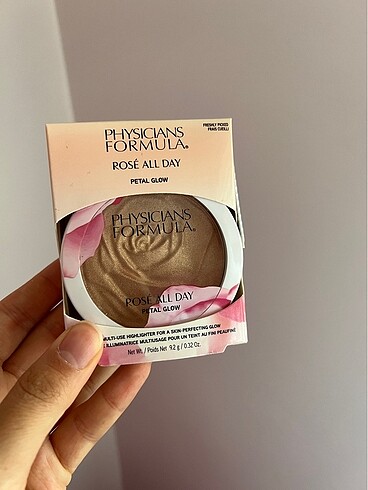 FRESHLY PICKED
FRAIS CUEILLI
PHYSICIANS
FORMULA®
ROSÉ ALL DAY
PETAL GLOW
PHYSICIANS
FORMULA®
ROSÉ ALL DAY
PETAL GLOW
MULTI-USE HIGHLIGHTER FOR A SKIN-PERFECTING GLOW
ILLUMINATRICE MULTIUSAGE POUR UN TEINT AU FINI PEAUFINÉ
Net Wt. / Poids Net 9.2 g / 0.32 Oz.